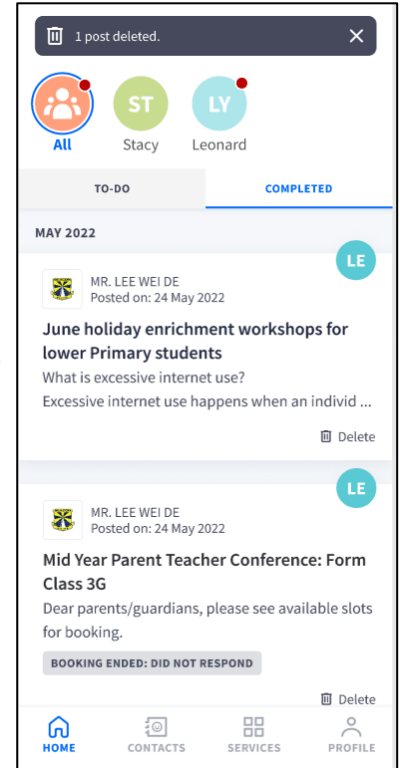 1 post deleted.
ST
LY
All
Stacy
Leonard
TO-DO
COMPLETED
MAY 2022
LE
MR. LEE WEI DE
Posted on: 24 May 2022
June holiday enrichment workshops for
lower Primary students
What is excessive internet use?
Excessive internet use happens when an individ ...
Delete
LE
MR. LEE WEI DE
Posted on: 24 May 2022
Mid Year Parent Teacher Conference: Form
Class 3G
Dear parents/guardians, please see available slots
for booking.
BOOKING ENDED: DID NOT RESPOND
Delete
HOME
CONTACTS
SERVICES
PROFILE